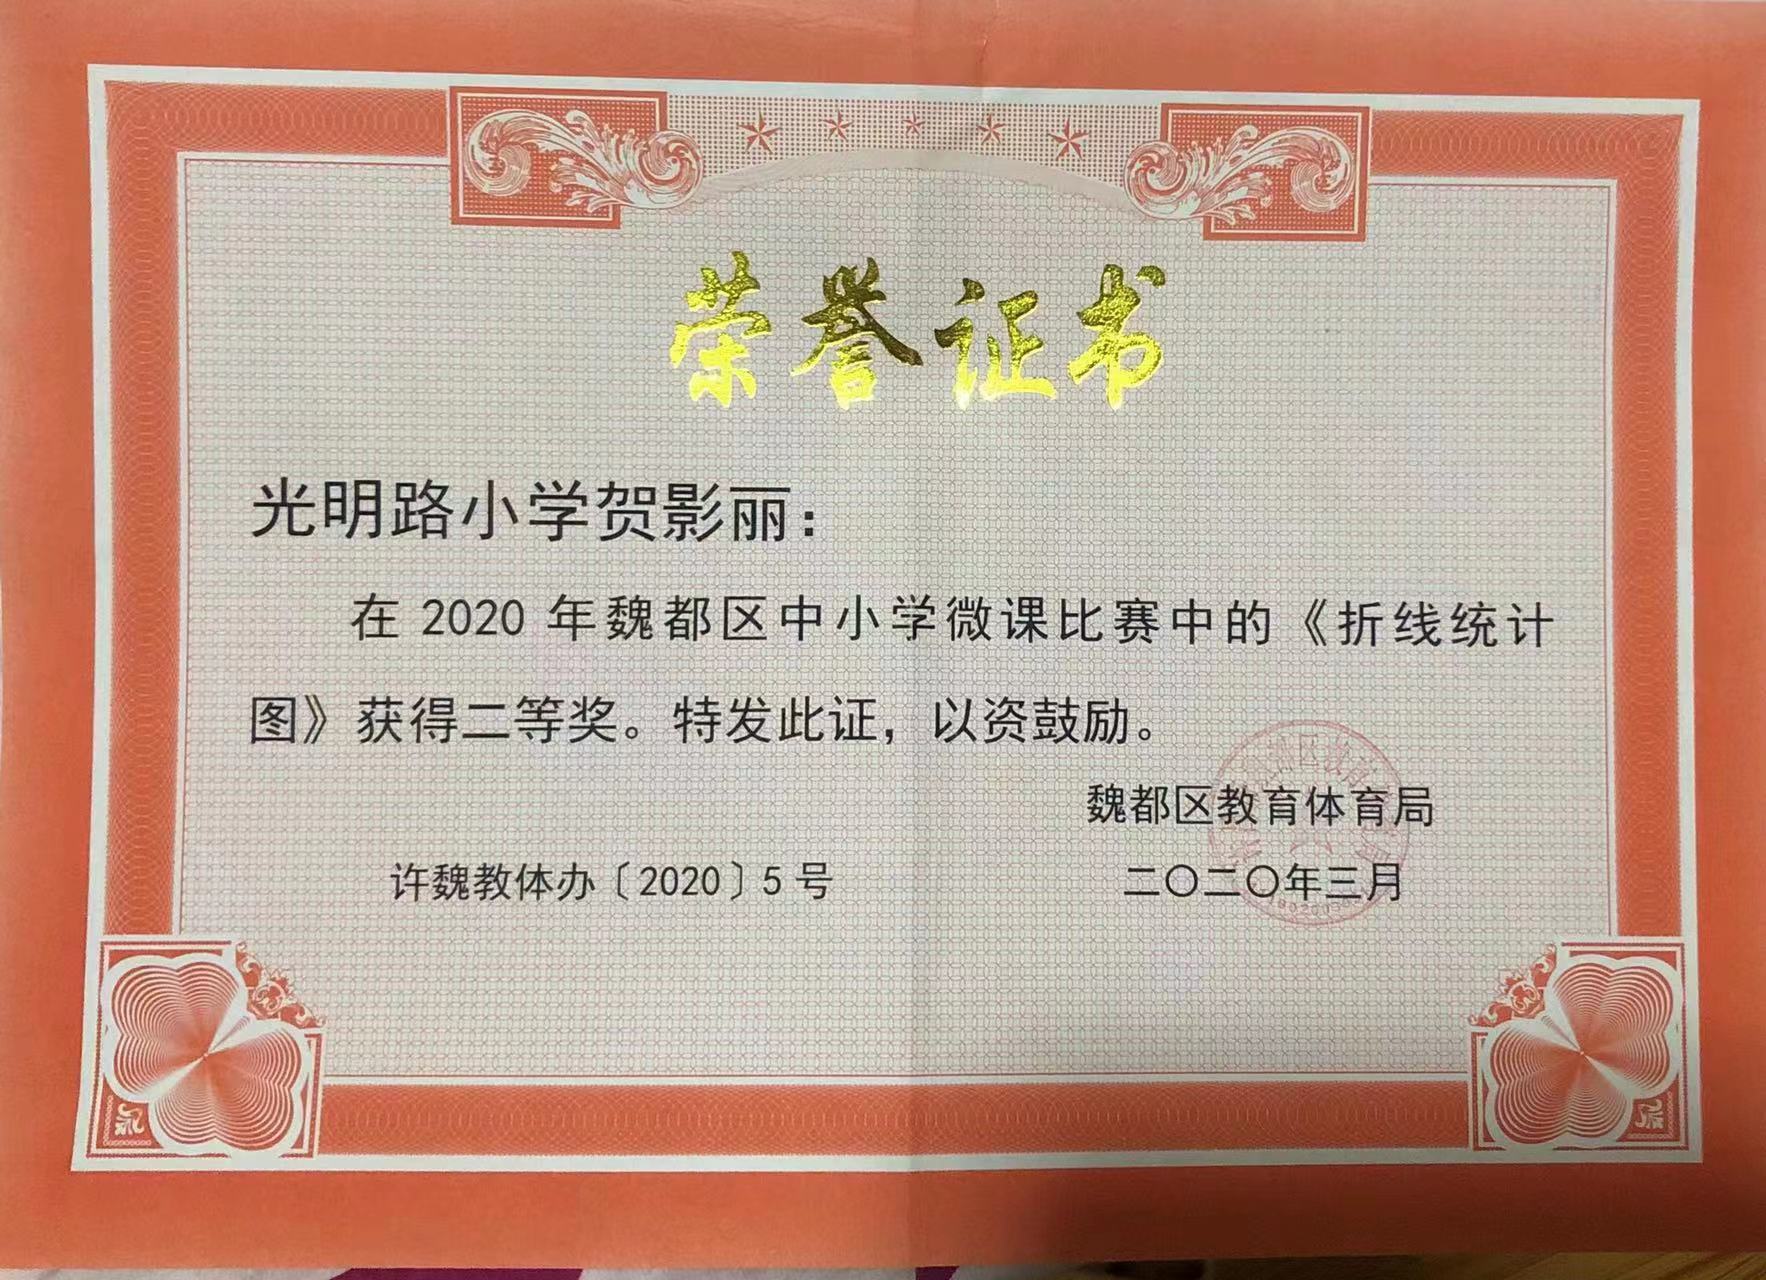 荣誉证书
光明路小学贺影丽：
在 2020 年魏都区中小学微课比赛中的《折线统计
图》获得二等奖。特发此证，以资鼓励。
魏都区教育体育局
许魏教体办〔2020〕5 号
二〇二〇年三月